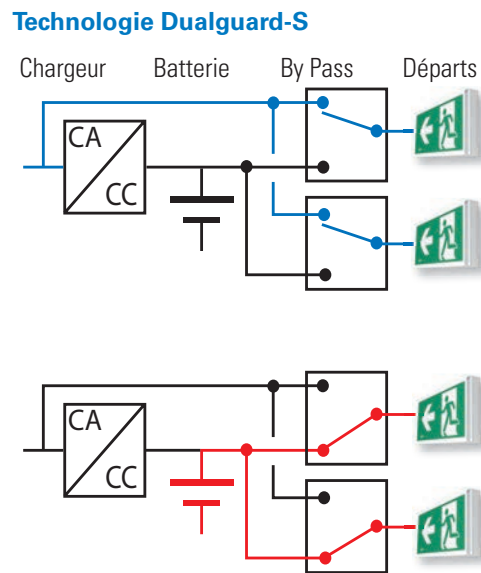 Technologie Dualguard-S
Chargeur Batterie By Pass Départs
CA
CC
CA
CC